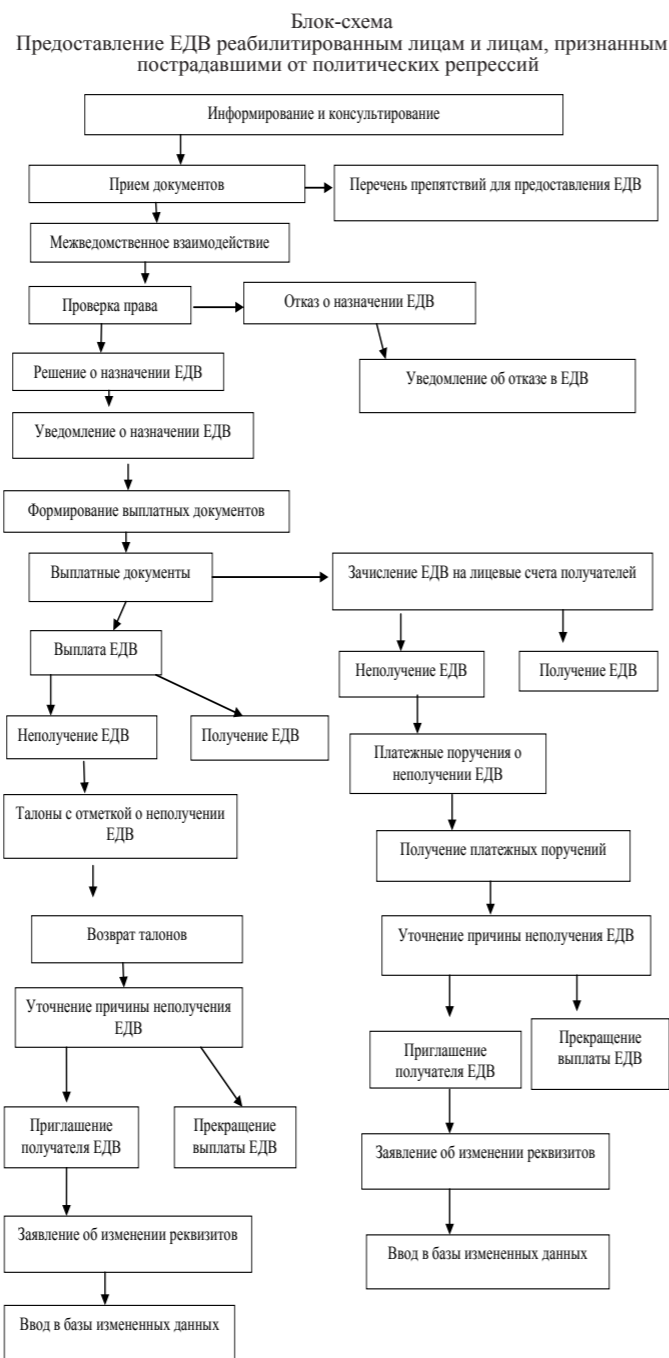 Блок-схема
Предоставление ЕДВ реабилитированным лицам и лицам, признанным
пострадавшими от политических репрессий
Информирование и консультирование
Прием документов
Перечень препятствий для предоставления ЕДВ
Межведомственное взаимодействие
Проверка права
Отказ о назначении ЕДВ
Решение о назначении ЕДВ
Уведомление об отказе в ЕДВ
Уведомление о назначении ЕДВ
Формирование выплатных документов
Выплатные документы
Зачисление ЕДВ на лицевые счета получателей
Выплата ЕДВ
Неполучение ЕДВ
Получение ЕДВ
Неполучение ЕДВ
Получение ЕДВ
Платежные поручения о
неполучении ЕДВ
Талоны с отметкой о неполучении
ЕДВ
Получение платежных поручений
Возврат талонов
Уточнение причины неполучения ЕДВ
Уточнение причины неполучения
ЕДВ
Приглашение
получателя ЕДВ
Прекращение
выплаты ЕДВ
Приглашение
получателя ЕДВ
Прекращение
выплаты ЕДВ
Заявление об изменении реквизитов
Заявление об изменении реквизитов
Ввод в базы измененных данных
Ввод в базы измененных данных